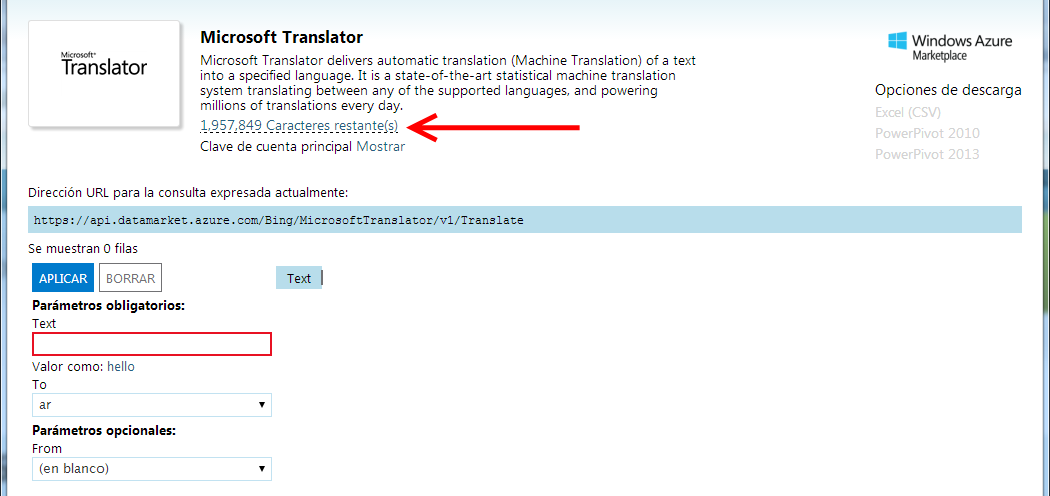 Microsoft®
Translator
Microsoft Translator
Microsoft Translator delivers automatic translation (Machine Translation) of a text
into a specified language. It is a state-of-the-art statistical machine translation
system translating between any of the supported languages, and powering
millions of translations every day.
1,957,849 Caracteres restante(s)
Clave de cuenta principal Mostrar
Windows Azure
Marketplace
Opciones de descarga
Excel (CSV)
PowerPivot 2010
PowerPivot 2013
Dirección URL para la consulta expresada actualmente:
https://api.datamarket.azure.com/Bing/MicrosoftTranslator/v1/Translate
Se muestran 0 filas
APLICAR BORRAR Text
Parámetros obligatorios:
Text
Valor como: hello
To
ar
Parámetros opcionales:
From
(en blanco)